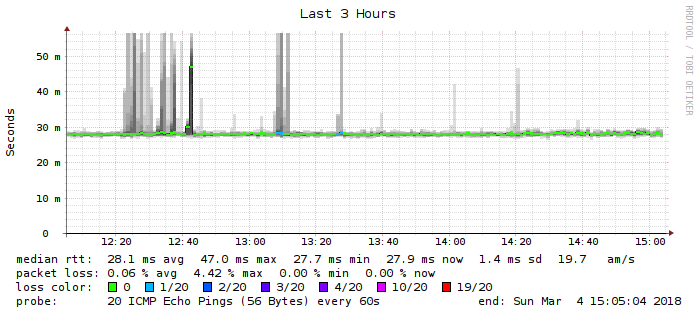 Last 3 Hours
RRDTOOL / TOBI OETIKER
Seconds
50 m
40 m
30 m
20 m
10 m
0
12:20 12:40 13:00 13:20 13:40 14:00 14:20 14:40 15:00
median rtt: 28.1 ms avg 47.0 ms max 27.7 ms min 27.9 ms now 1.4 ms sd 19.7 am/s
packet loss: 0.06 % avg 4.42 % max 0.00 % min 0.00 % now
loss color: 0 1/20 2/20 3/20 4/20 10/20 19/20
probe: 20 ICMP Echo Pings (56 Bytes) every 60s end: Sun Mar 4 15:05:04 2018